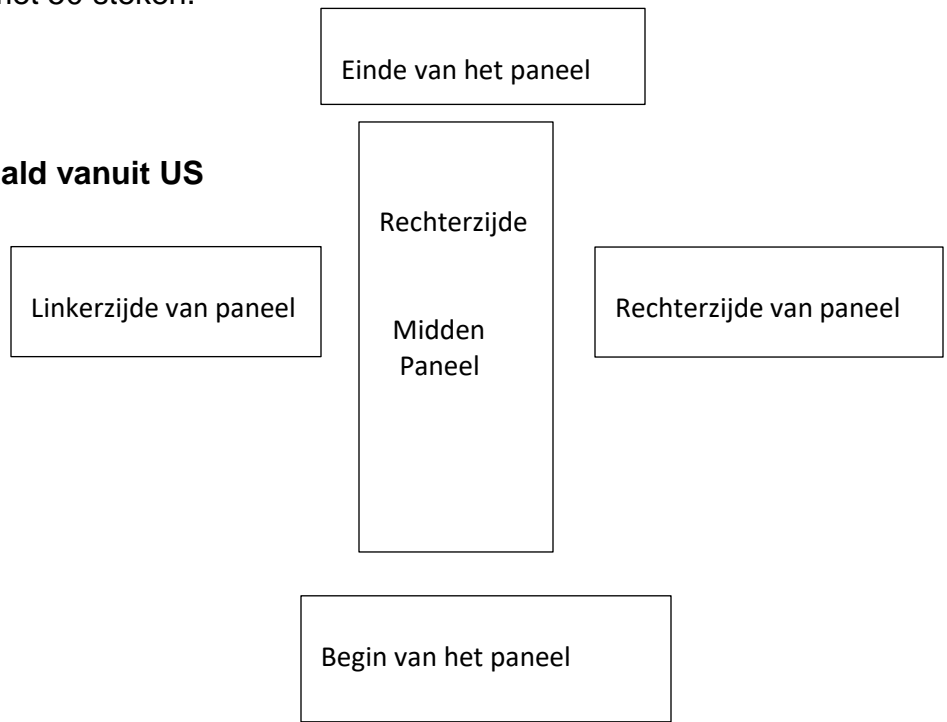 Einde van het paneel
vanuit US
Rechterzijde
Linkerzijde van paneel
Rechterzijde van paneel
Midden
Paneel
Begin van het paneel